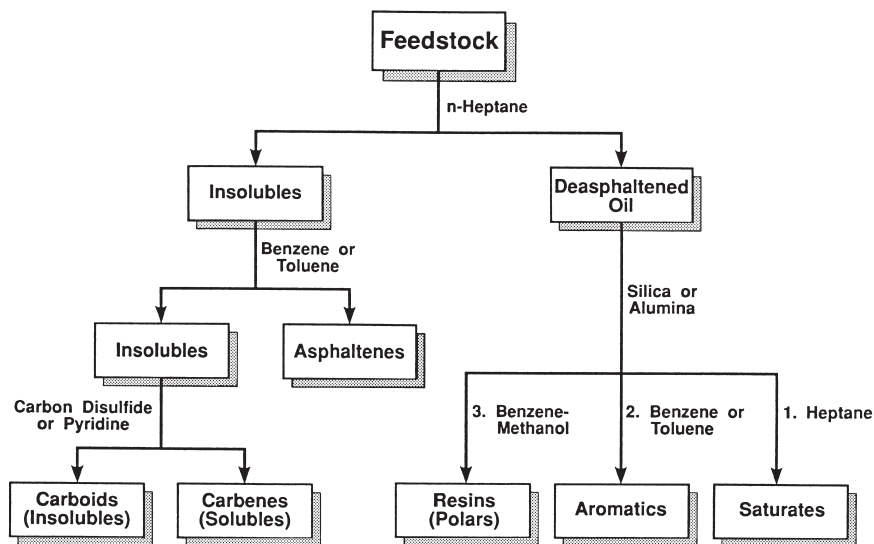 Feedstock
n-Heptane
Insolubles
Deasphaltened
Oil
Benzene or
Toluene
Silica or
Alumina
Insolubles
Asphaltenes
Carbon Disulfide
or Pyridine
3. Benzene-
Methanol
2. Benzene or
Toluene
1. Heptane
Carboids
(Insolubles)
Carbenes
(Solubles)
Resins
(Polars)
Aromatics
Saturates